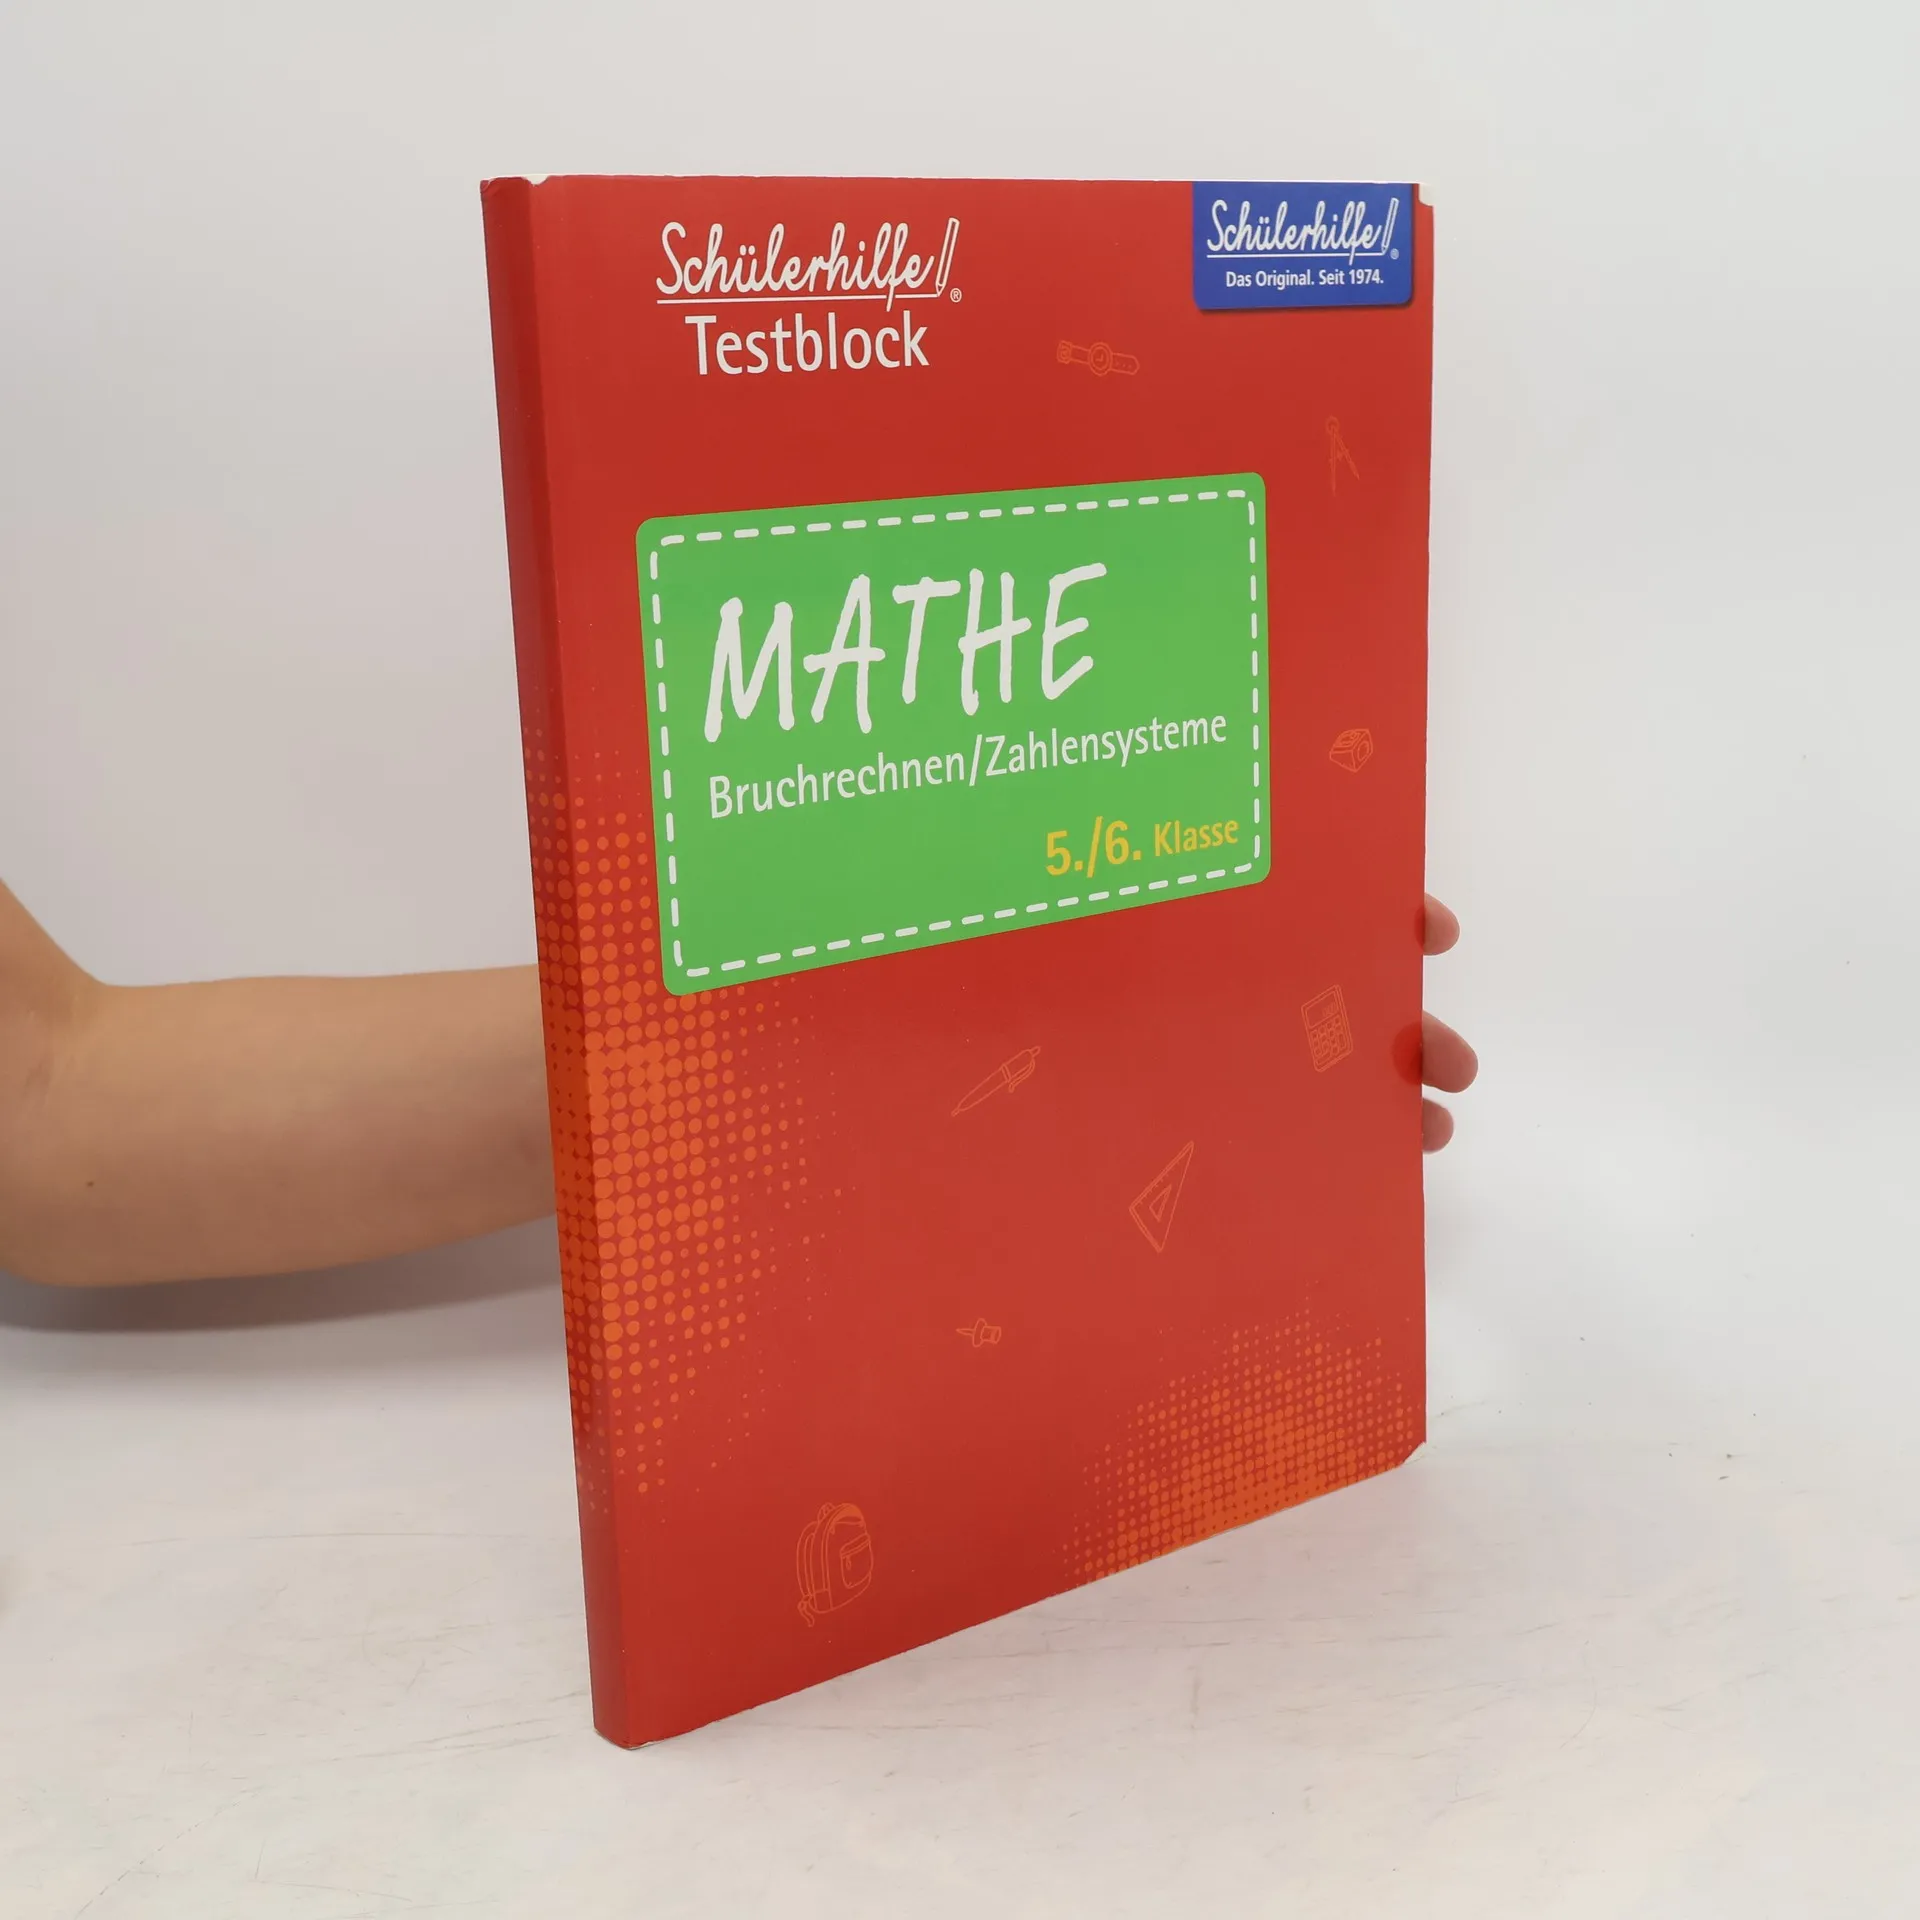 Schülerhilfe!®
Testblock
Schülerhilfe!®
Das Original. Seit 1974.
MATHE
Bruchrechnen/Zahlensysteme
5./6. Klasse